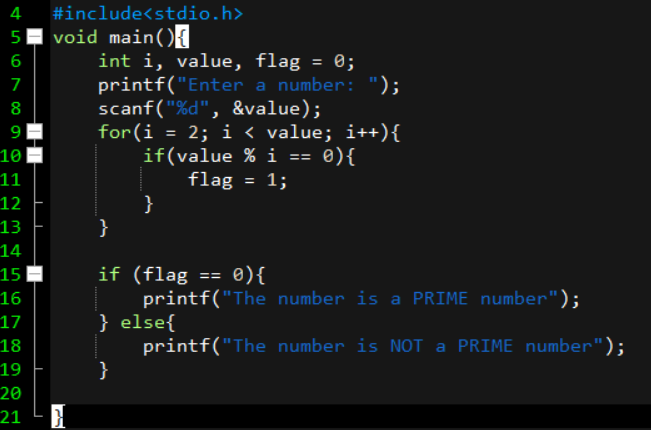 4 #include<stdio.h>
5 void main(){
6 int i, value, flag = 0;
7 printf("Enter a number: ");
8 scanf("%d", &value);
9 for(i = 2; i < value; i++){
10 if(value % i == 0){
11 flag = 1;
12 }
13 }
14
15 if (flag == 0){
16 printf("The number is a PRIME number");
17 } else{
18 printf("The number is NOT a PRIME number");
19 }
20
21 }